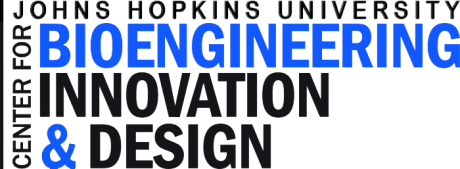 JOHNS HOPKINS UNIVERSITY
CENTER FOR
BIOENGINEERING
INNOVATION
& DESIGN